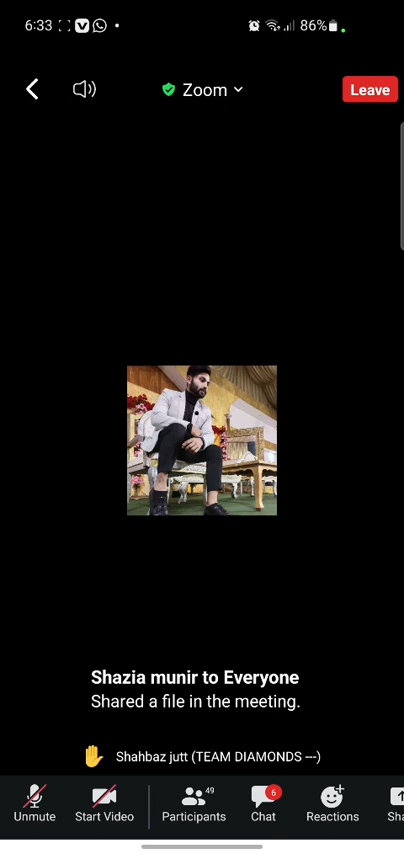 6:33
86%
Zoom
Leave
Shazia munir to Everyone
Shared a file in the meeting.
Shahbaz jutt (TEAM DIAMONDS ---)
49
6
Unmute
Start Video
Participants
Chat
Reactions
Sha